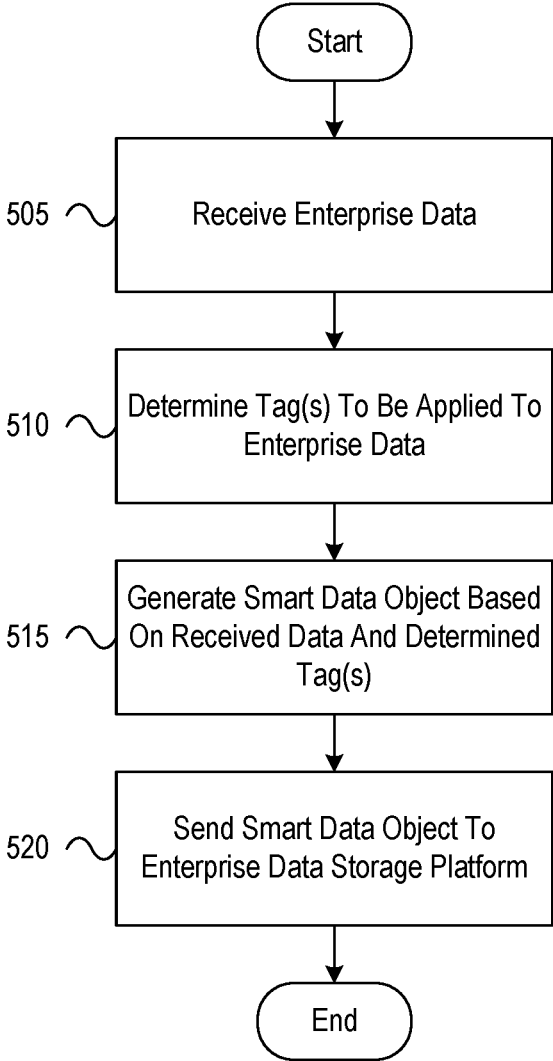 Start
505
Receive Enterprise Data
510
Determine Tag(s) To Be Applied To
Enterprise Data
515
Generate Smart Data Object Based
On Received Data And Determined
Tag(s)
520
Send Smart Data Object To
Enterprise Data Storage Platform
End